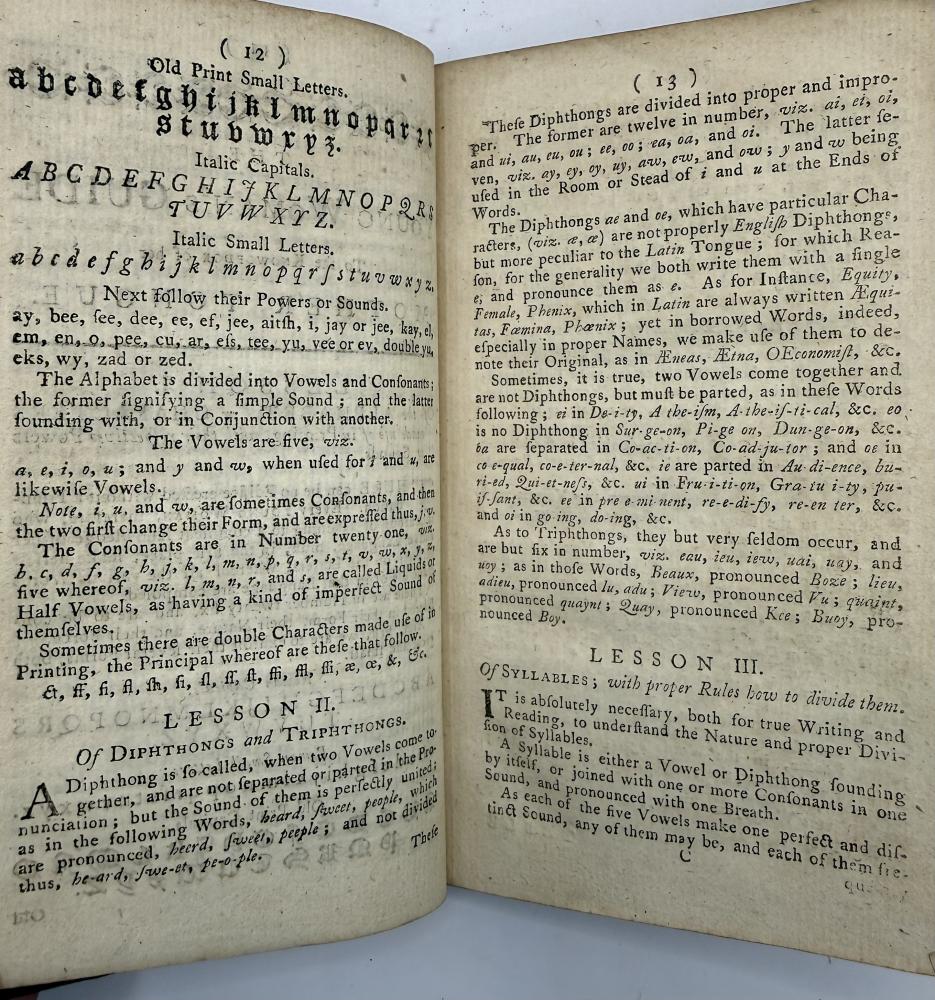 ( 12 )
Old Print Small Letters.
a b c d e f g h i j k l m n o p q r ꝛ ſ
s t u v w x y z.
Italic Capitals.
A B C D E F G H I J K L M N O P Q R S
T U V W X Y Z.
Italic Small Letters.
a b c d e f g h i j k l m n o p q r ſ s t u v w x y z.
Next follow their Powers or Sounds.
ay, bee, ſee, dee, ee, ef, jee, aitſh, i, jay or jee, kay, el,
em, en, o, pee, cu, ar, eſs, tee, yu, vee or ev, double yu,
eks, wy, zad or zed.
The Alphabet is divided into Vowels and Conſonants;
the former ſignifying a ſimple Sound; and the latter
ſounding with, or in Conjunction with another.
The Vowels are five, viz.
a, e, i, o, u; and y and w, when uſed for i and u, are
likewiſe Vowels.
Note, i, u, and w, are ſometimes Conſonants, and then
the two firſt change their Form, and are expreſſed thus, j, v.
The Conſonants are in Number twenty-one, viz.
b, c, d, f, g, h, j, k, l, m, n, p, q, r, s, t, v, w, x, y, z,
five whereof, viz. l, m, n, r, and s, are called Liquids or
Half Vowels, as having a kind of imperfect Sound of
themſelves.
Sometimes there are double Characters made uſe of in
Printing, the Principal whereof are theſe that follow.
ct, ff, fi, fl, ſh, ſi, ſl, ſſ, ſt, ffi, ffl, ſſi, æ, œ, &, &c.
LESSON II.
Of DIPHTHONGS and TRIPHTHONGS.
A Diphthong is ſo called, when two Vowels come to-
gether, and are not ſeparated or parted in the Pro-
nunciation; but the Sound of them is perfectly united;
as in the following Words, heard, ſweet, people, which
are pronounced, heerd, ſweet, peeple; and not divided
thus, he-ard, ſwe-et, pe-o-ple.
Theſe
( 13 )
Theſe Diphthongs are divided into proper and impro-
per. The former are twelve in number, viz. ai, ei, oi,
and ui, au, eu, ou; ee, oo; ea, oa, and oi. The latter ſe-
ven, viz. ay, ey, oy, uy, aw, ew, and ow; y and w being
uſed in the Room or Stead of i and u at the Ends of
Words.
The Diphthongs ae and oe, which have particular Cha-
racters, (viz. æ, œ) are not properly Engliſh Diphthongs,
but more peculiar to the Latin Tongue; for which Rea-
ſon, for the generality we both write them with a ſingle
e, and pronounce them as e. As for Inſtance, Equity,
Female, Phenix, which in Latin are always written Æqui-
tas, Fœmina, Phœnix; yet in borrowed Words, indeed,
eſpecially in proper Names, we make uſe of them to de-
note their Original, as in Æneas, Ætna, OEconomiſt, &c.
Sometimes, it is true, two Vowels come together and
are not Diphthongs, but muſt be parted, as in theſe Words
following; ei in De-i-ty, A the-iſm, A-the-iſ-ti-cal, &c. eo
is no Diphthong in Sur-ge-on, Pi-ge on, Dun-ge-on, &c.
oa are ſeparated in Co-ac-ti-on, Co-ad-ju-tor; and oe in
co e-qual, co-e-ter-nal, &c. ie are parted in Au-di-ence, bu-
ri-ed, Qui-et-neſs, &c. ui in Fru-i-ti-on, Gra-tu i-ty, pu-
iſ-ſant, &c. ee in pre e-mi-nent, re-e-di-fy, re-en ter, &c.
and oi in go ing, do-ing, &c.
As to Triphthongs, they but very ſeldom occur, and
are but ſix in number, viz. eau, ieu, iew, uai, uay, and
uoy; as in thoſe Words, Beaux, pronounced Boze; lieu,
adieu, pronounced lu, adu; View, pronounced Vu; quaint,
pronounced quaynt; Quay, pronounced Kee; Buoy, pro-
nounced Boy.
LESSON III.
Of SYLLABLES; with proper Rules how to divide them.
IT is abſolutely neceſſary, both for true Writing and
Reading, to underſtand the Nature and proper Divi-
ſion of Syllables.
A Syllable is either a Vowel or Diphthong ſounding
by itſelf, or joined with one or more Conſonants in one
Sound, and pronounced with one Breath.
As each of the five Vowels make one perfect and diſ-
tinct Sound, any of them may be, and each of them fre-
C